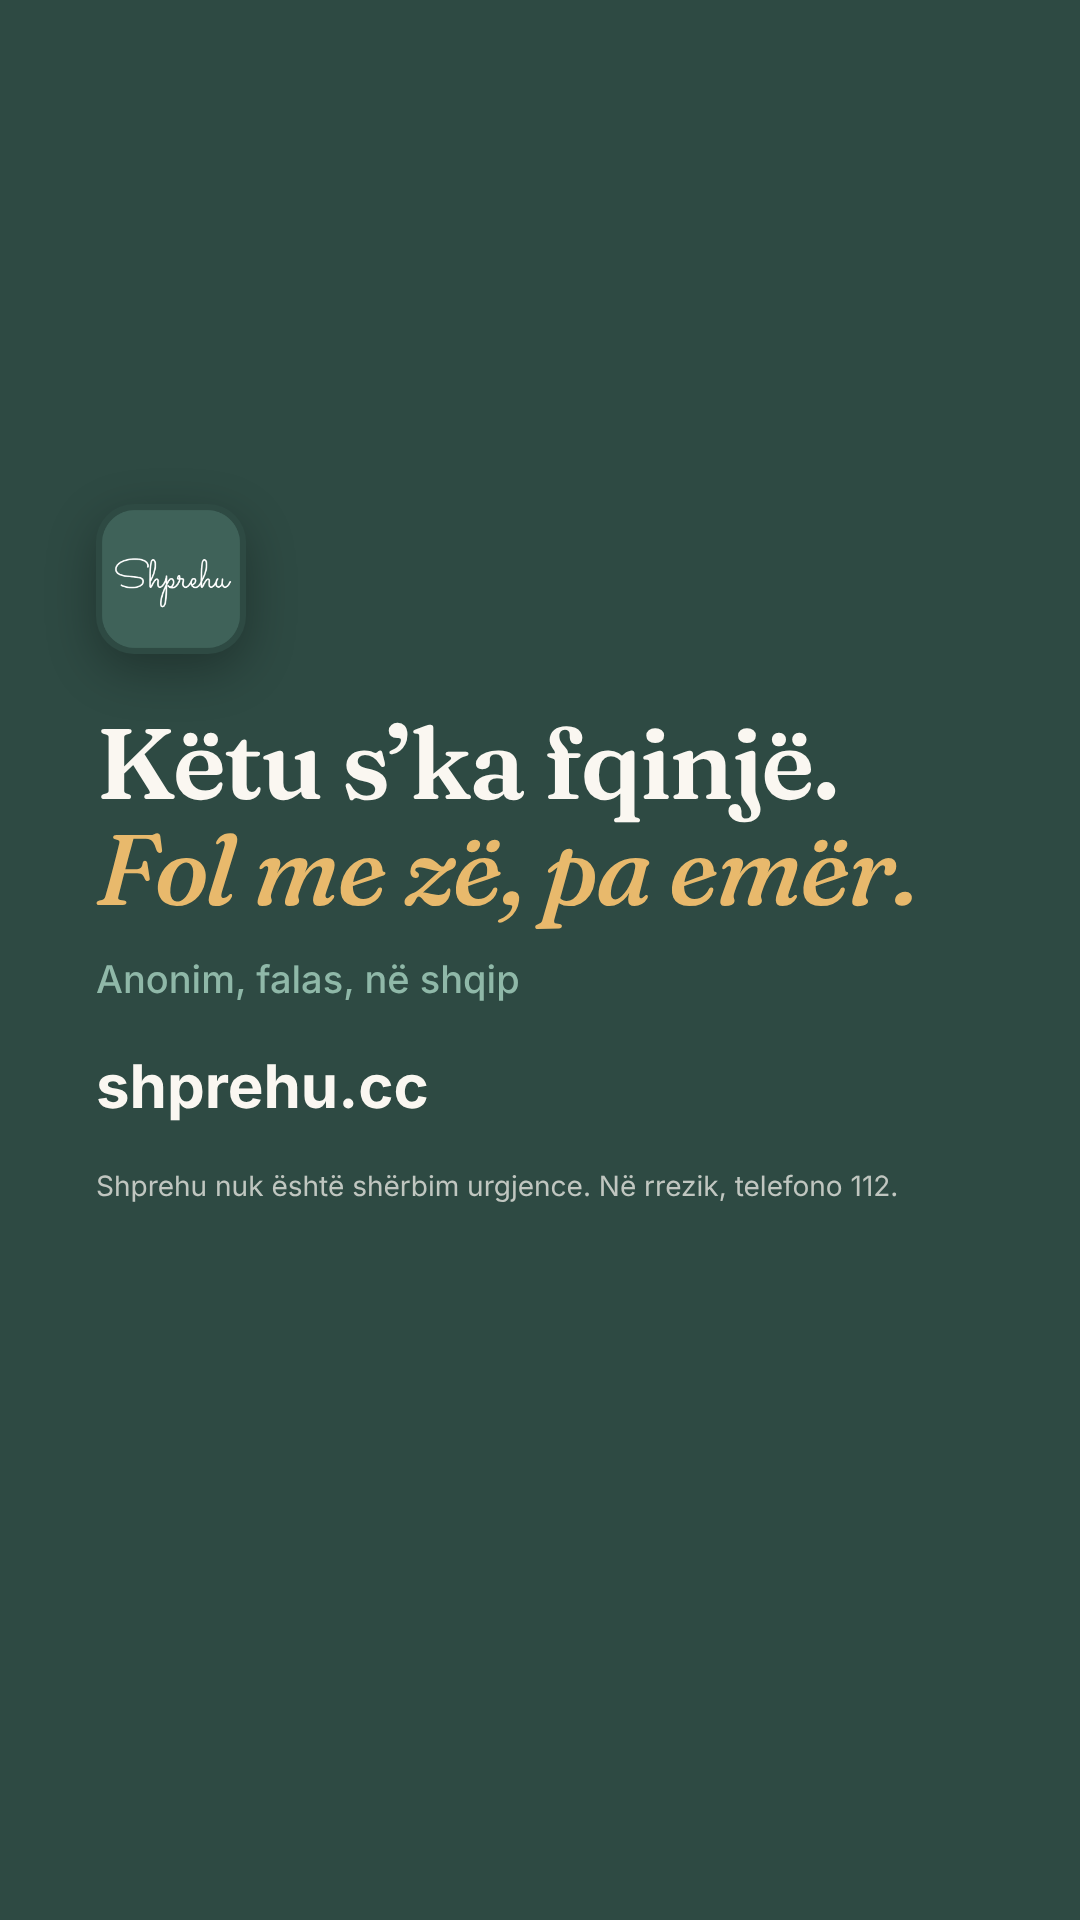 Shprehu
Këtu s’ka fqinjë.
Fol me zë, pa emër.
Anonim, falas, në shqip
shprehu.cc
Shprehu nuk është shërbim urgjence. Në rrezik, telefono 112.